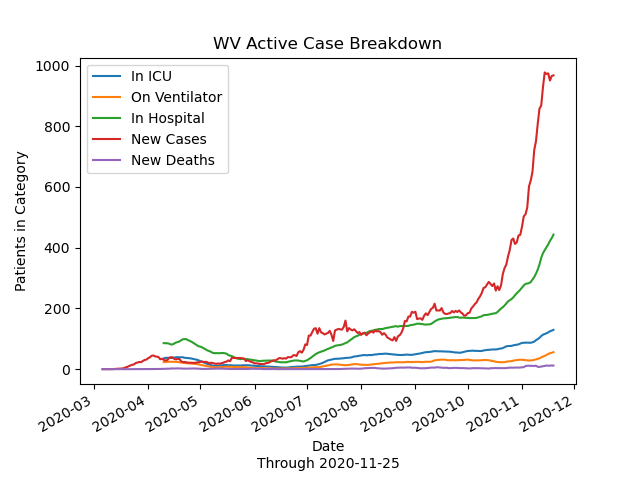 WV Active Case Breakdown
In ICU
On Ventilator
In Hospital
New Cases
New Deaths
Patients in Category
1000
800
600
400
200
0
2020-03
2020-04
2020-05
2020-06
2020-07
2020-08
2020-09
2020-10
2020-11
2020-12
Date
Through 2020-11-25